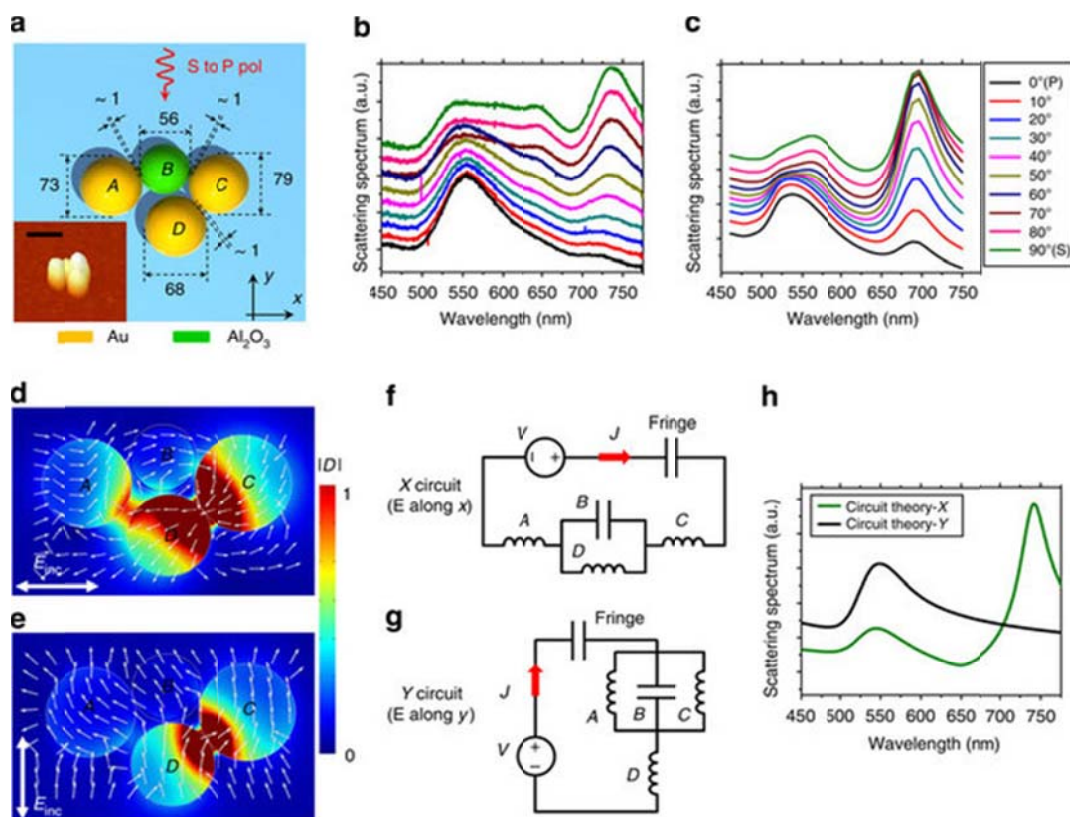 a
S to P pol
~ 1
~ 1
56
B
73
A
C
79
D
~ 1
68
y
x
Au
Al₂O₃
b
Scattering spectrum (a.u.)
450 500 550 600 650 700 750
Wavelength (nm)
c
Scattering spectrum (a.u.)
450 500 550 600 650 700 750
Wavelength (nm)
0°(P)
10°
20°
30°
40°
50°
60°
70°
80°
90°(S)
d
B
A
C
D
E_inc
|D|
1
0
e
B
A
C
D
E_inc
f
Fringe
V
J
X circuit
(E along x)
B
A
C
D
g
Fringe
Y circuit
(E along y)
J
A
B
C
V
D
h
Circuit theory-X
Circuit theory-Y
Scattering spectrum (a.u.)
450 500 550 600 650 700 750
Wavelength (nm)